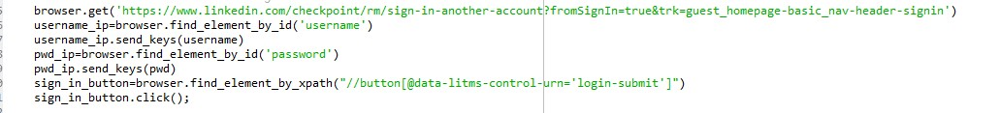 browser.get('https://www.linkedin.com/checkpoint/rm/sign-in-another-account?fromSignIn=true&trk=guest_homepage-basic_nav-header-signin')
username_ip=browser.find_element_by_id('username')
username_ip.send_keys(username)
pwd_ip=browser.find_element_by_id('password')
pwd_ip.send_keys(pwd)
sign_in_button=browser.find_element_by_xpath("//button[@data-litms-control-urn='login-submit']")
sign_in_button.click();